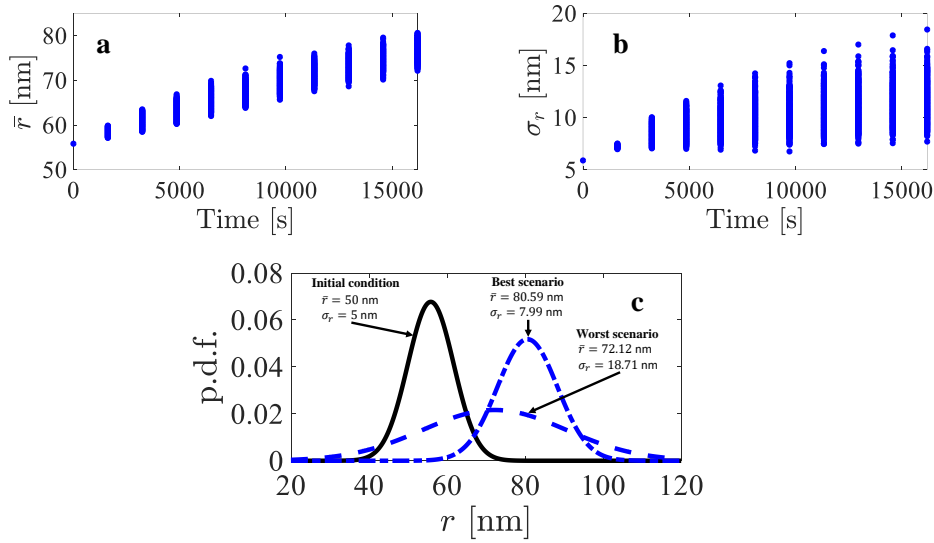 80
70
60
50
r̄ [nm]
a
0
5000
10000
15000
Time [s]
20
15
10
5
σᵣ [nm]
b
0
5000
10000
15000
Time [s]
0.08
0.06
0.04
0.02
0
p.d.f.
Initial condition
r̄ = 50 nm
σᵣ = 5 nm
Best scenario
r̄ = 80.59 nm
σᵣ = 7.99 nm
c
Worst scenario
r̄ = 72.12 nm
σᵣ = 18.71 nm
20
40
60
80
100
120
r [nm]